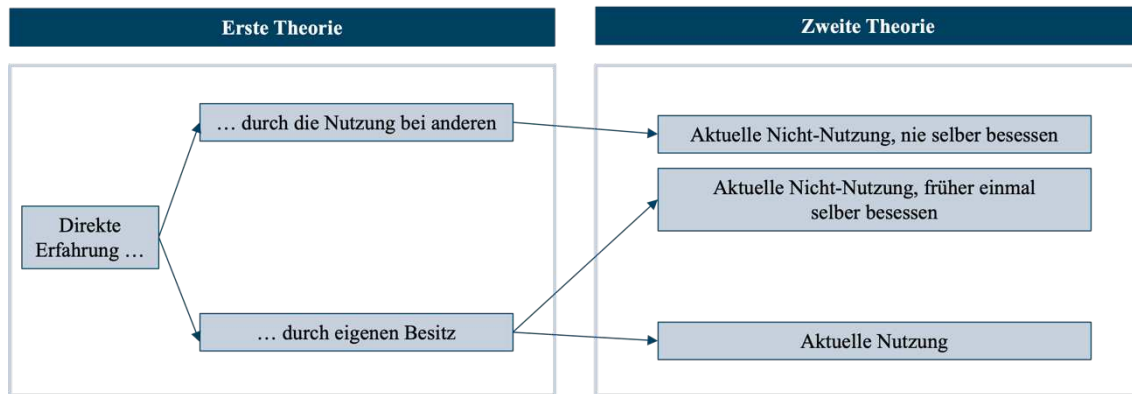 Erste Theorie
Zweite Theorie
… durch die Nutzung bei anderen
Aktuelle Nicht-Nutzung, nie selber besessen
Aktuelle Nicht-Nutzung, früher einmal
selber besessen
Direkte
Erfahrung …
… durch eigenen Besitz
Aktuelle Nutzung